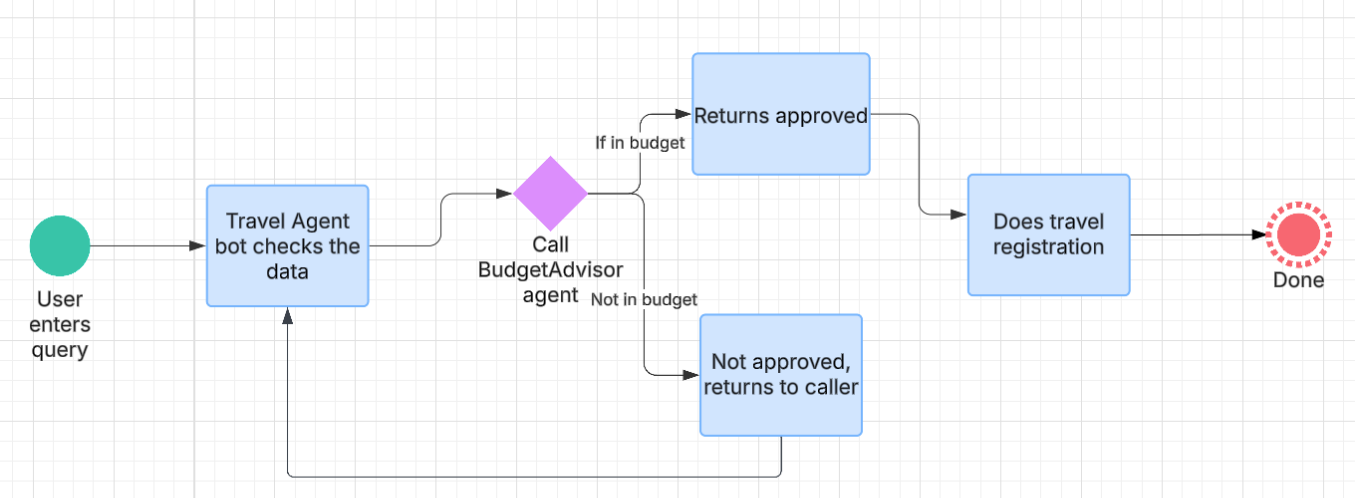 User
enters
query
Travel Agent
bot checks the
data
Call
BudgetAdvisor
agent
If in budget
Not in budget
Returns approved
Not approved,
returns to caller
Does travel
registration
Done